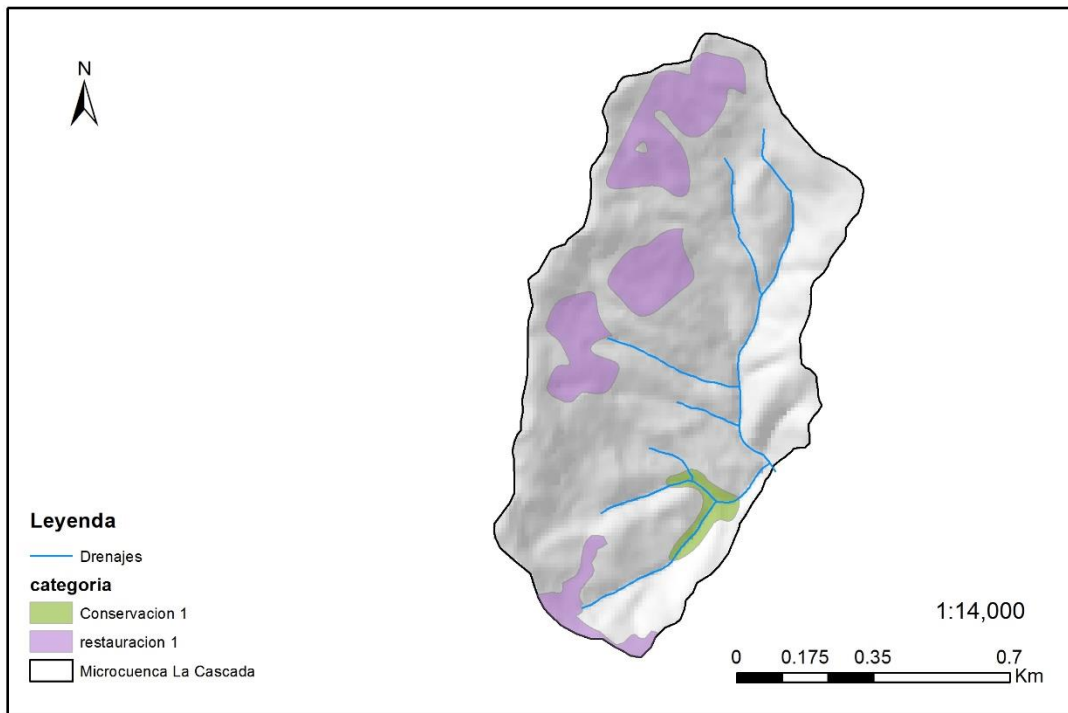 N
Leyenda
Drenajes
categoria
Conservacion 1
restauracion 1
Microcuenca La Cascada
1:14,000
0 0.175 0.35 0.7
Km